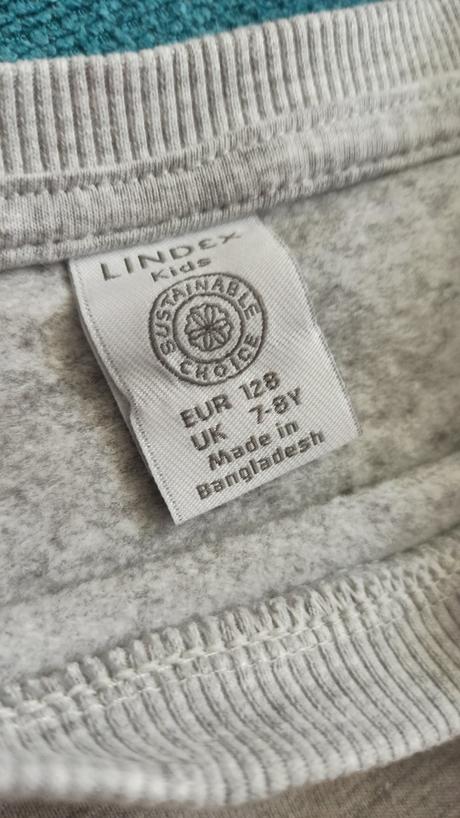 LINDEX
Kids
SUSTAINABLE
CHOICE
EUR 128
UK 7-8Y
Made in
Bangladesh